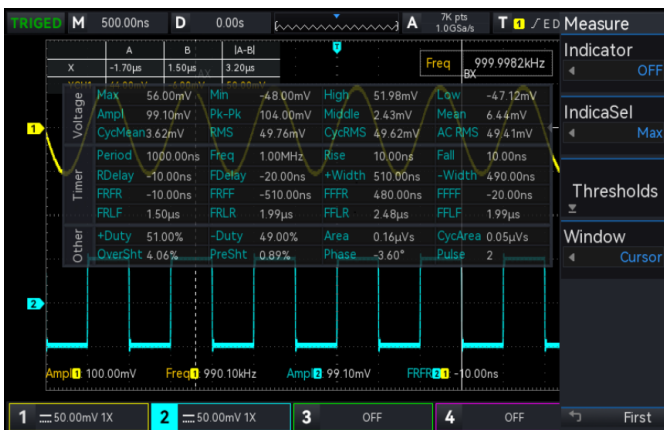 TRIGED M 500.00ns D 0.00s A 7K pts 1.0GSa/s T 1 E D Measure
T
A B |A-B|
X -1.70μs 1.50μs 3.20μs
Freq 999.9982kHz
AX BX
Indicator
OFF
Voltage
Max 56.00mV Min -48.00mV High 51.98mV Low -47.12mV
Ampl 99.10mV Pk-Pk 104.00mV Middle 2.43mV Mean 6.44mV
CycMean 3.62mV RMS 49.76mV CycRMS 49.62mV AC RMS 49.41mV
1
IndicaSel
Max
Timer
Period 1000.00ns Freq 1.00MHz Rise 10.00ns Fall 10.00ns
RDelay -10.00ns FDelay -20.00ns +Width 510.00ns -Width 490.00ns
FRFR -10.00ns FRFF -510.00ns FFFR 480.00ns FFFF -20.00ns
FRLF 1.50μs FRLR 1.99μs FFLR 2.48μs FFLF 1.99μs
Thresholds
Other
+Duty 51.00% -Duty 49.00% Area 0.16μVs CycArea 0.05μVs
OverSht 4.06% PreSht 0.89% Phase -3.60° Pulse 2
Window
Cursor
2
Ampl 1 100.00mV Freq 1 990.10kHz Ampl 2 99.10mV FRFR 2 1 -10.00ns
1 50.00mV 1X 2 50.00mV 1X 3 OFF 4 OFF First